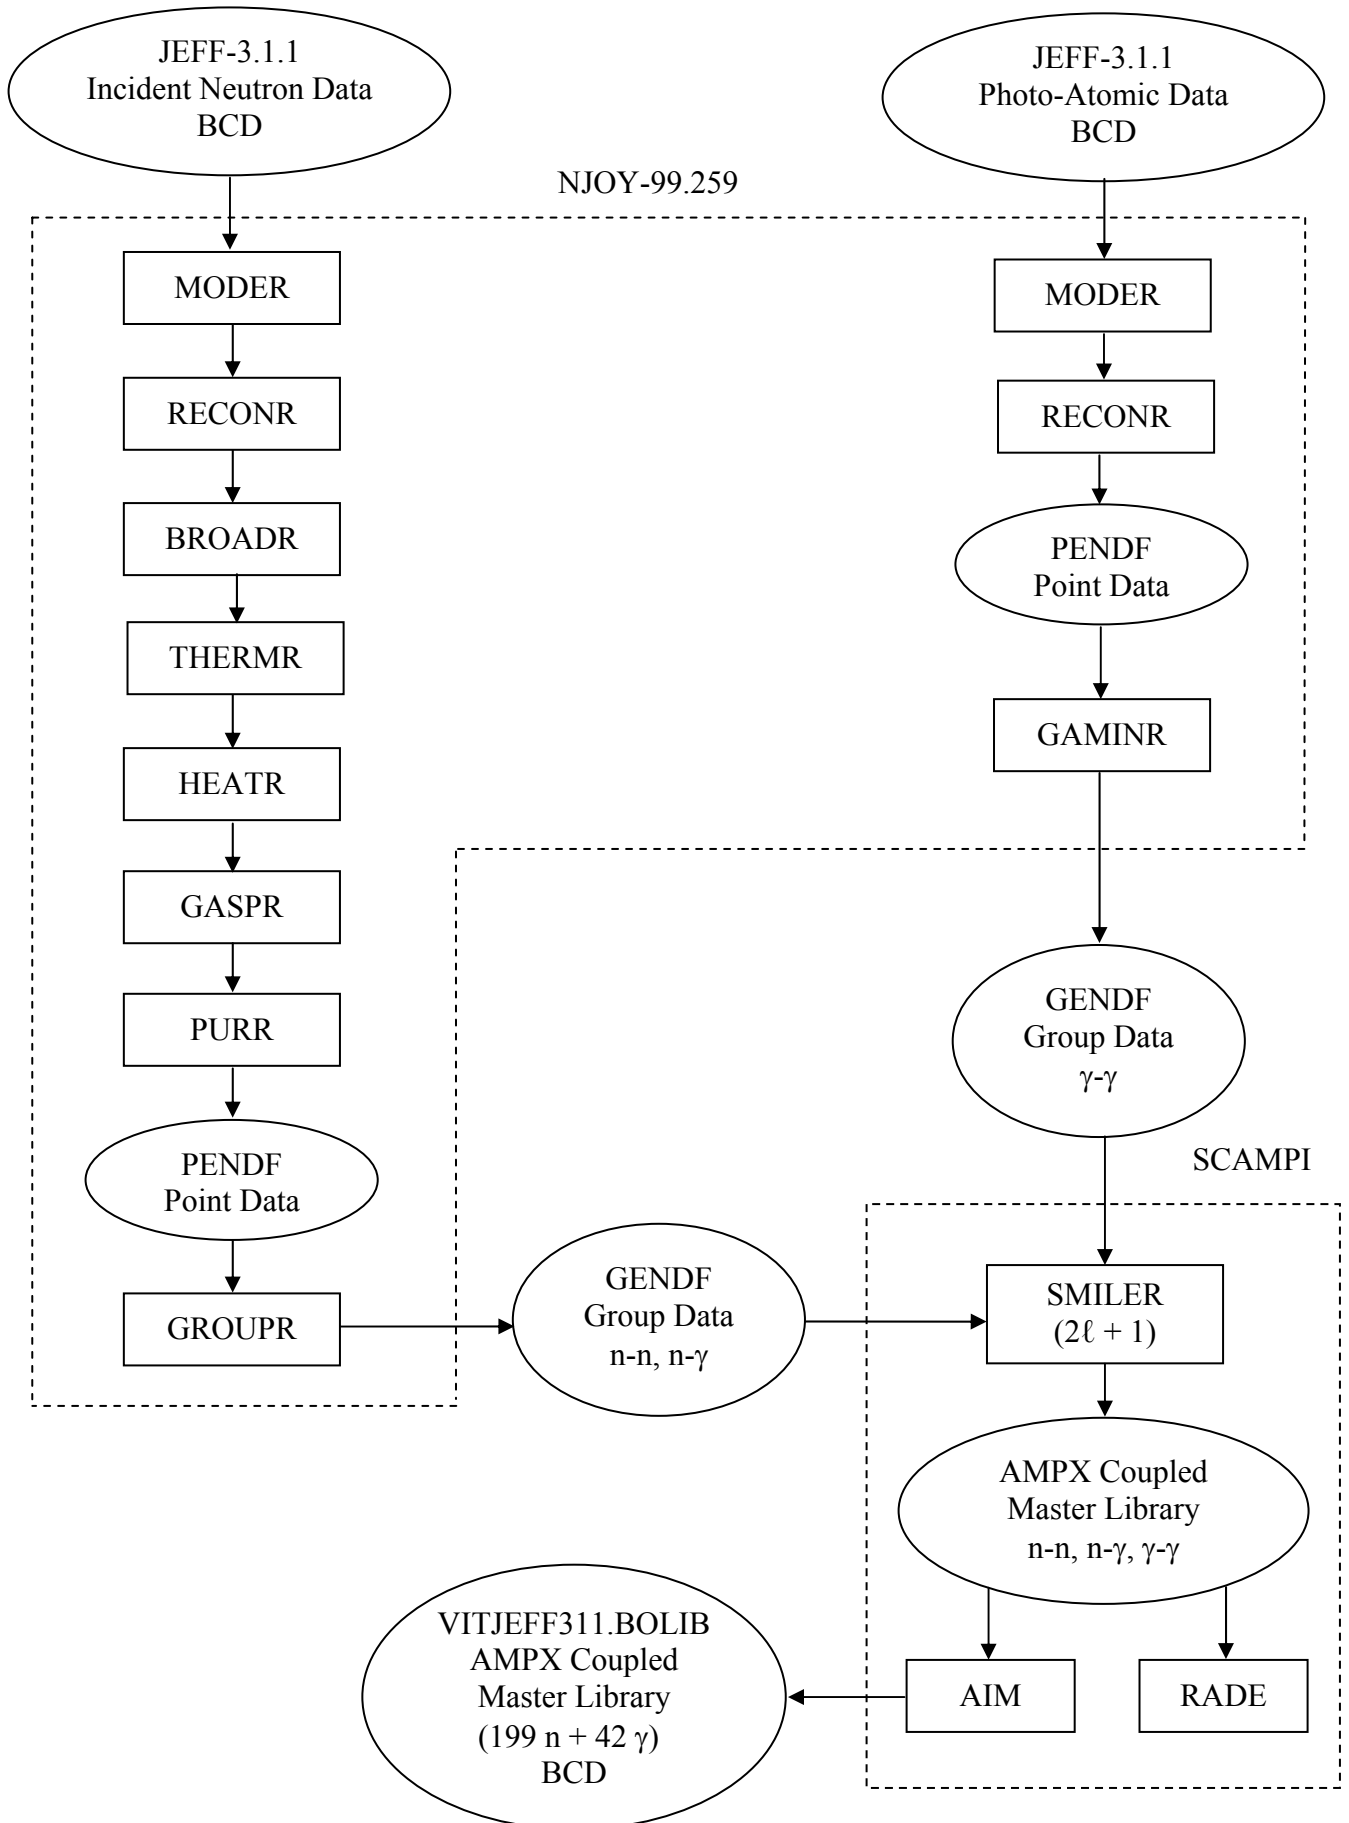 JEFF-3.1.1
Incident Neutron Data
BCD
JEFF-3.1.1
Photo-Atomic Data
BCD
NJOY-99.259
MODER
RECONR
BROADR
THERMR
HEATR
GASPR
PURR
PENDF
Point Data
GROUPR
MODER
RECONR
PENDF
Point Data
GAMINR
GENDF
Group Data
γ-γ
SCAMPI
GENDF
Group Data
n-n, n-γ
SMILER
(2ℓ + 1)
AMPX Coupled
Master Library
n-n, n-γ, γ-γ
AIM
RADE
VITJEFF311.BOLIB
AMPX Coupled
Master Library
(199 n + 42 γ)
BCD